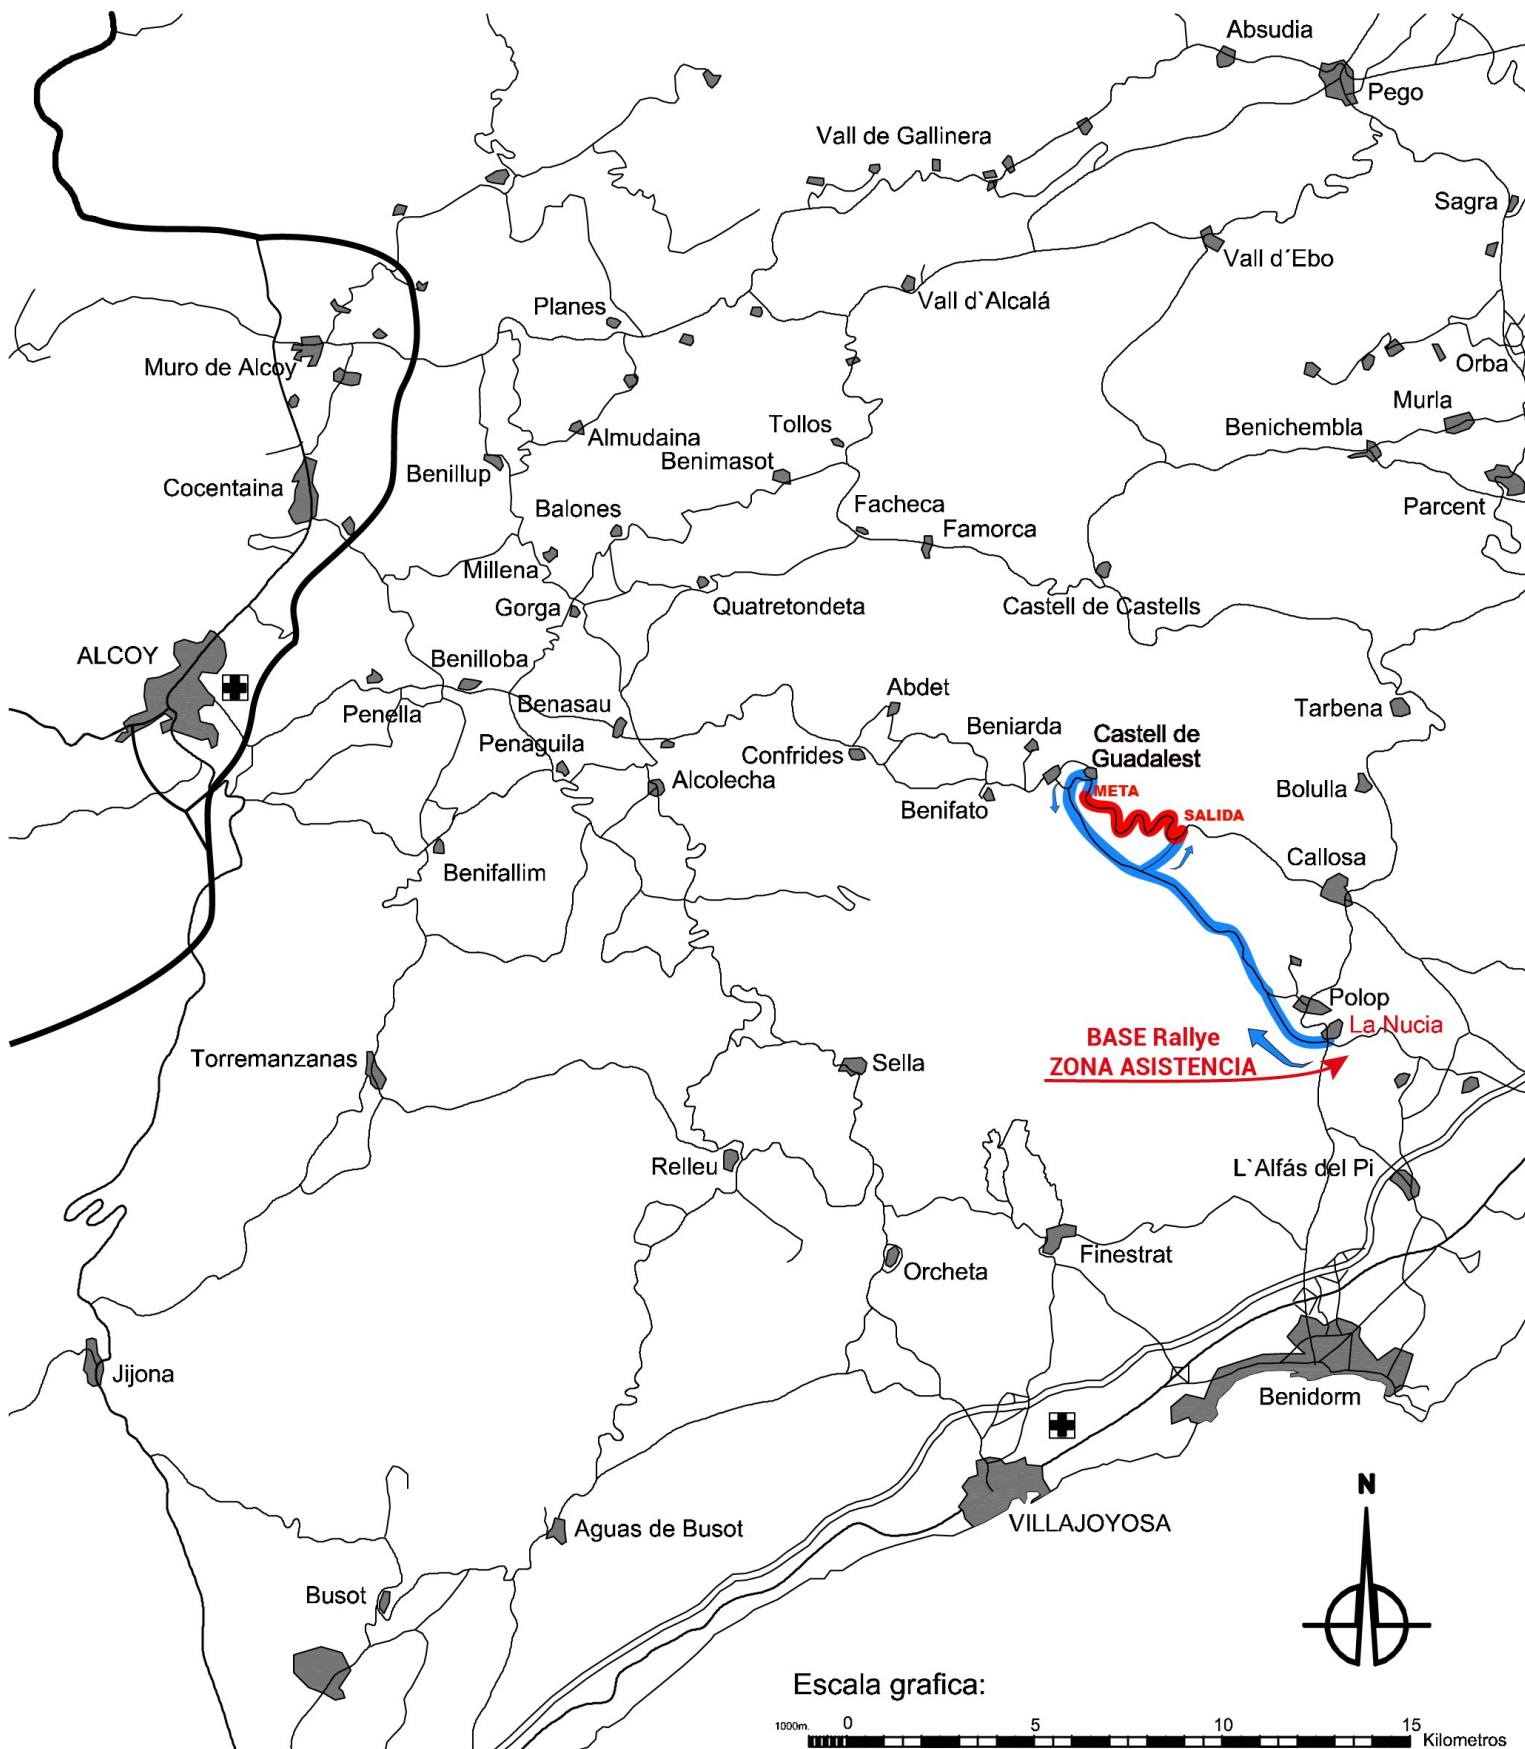 Absudia
Pego
Vall de Gallinera
Sagra
Vall d´Ebo
Vall d`Alcalá
Planes
Muro de Alcoy
Orba
Murla
Tollos
Almudaina
Benichembla
Benimasot
Benillup
Cocentaina
Parcent
Facheca
Balones
Famorca
Millena
Gorga
Quatretondeta
Castell de Castells
ALCOY
Benilloba
Abdet
Tarbena
Penella
Benasau
Beniarda
Castell de
Guadalest
Penaguila
Confrides
Alcolecha
Bolulla
META
Benifato
SALIDA
Callosa
Benifallim
Polop
La Nucia
BASE Rallye
ZONA ASISTENCIA
Torremanzanas
Sella
Relleu
L`Alfás del Pi
Finestrat
Orcheta
Jijona
Benidorm
N
VILLAJOYOSA
Aguas de Busot
Busot
Escala grafica:
1000m. 0 5 10 15
Kilometros